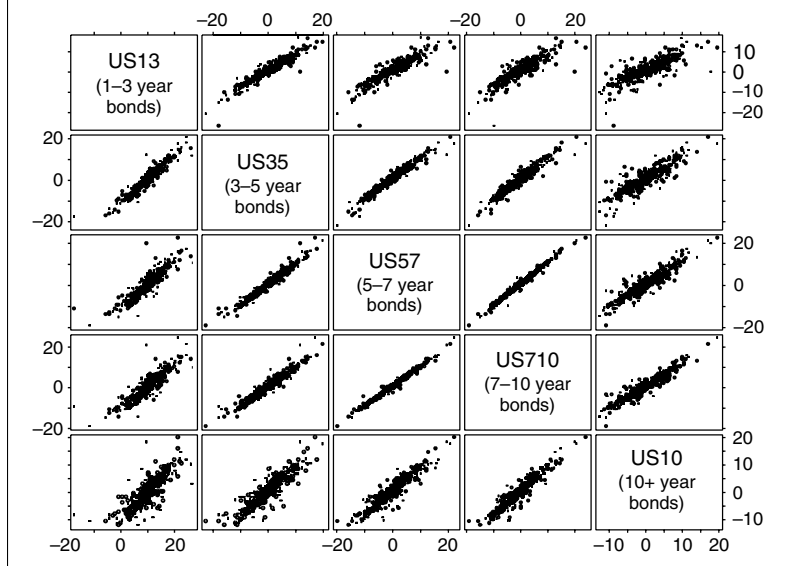 −20 0 20 −20 0 20
US13
(1–3 year
bonds)
10
0
−10
−20
20
0
−20
US35
(3–5 year
bonds)
US57
(5–7 year
bonds)
20
0
−20
20
0
−20
US710
(7–10 year
bonds)
US10
(10+ year
bonds)
20
10
0
−10
−20 0 20 −20 0 20 −10 0 10 20